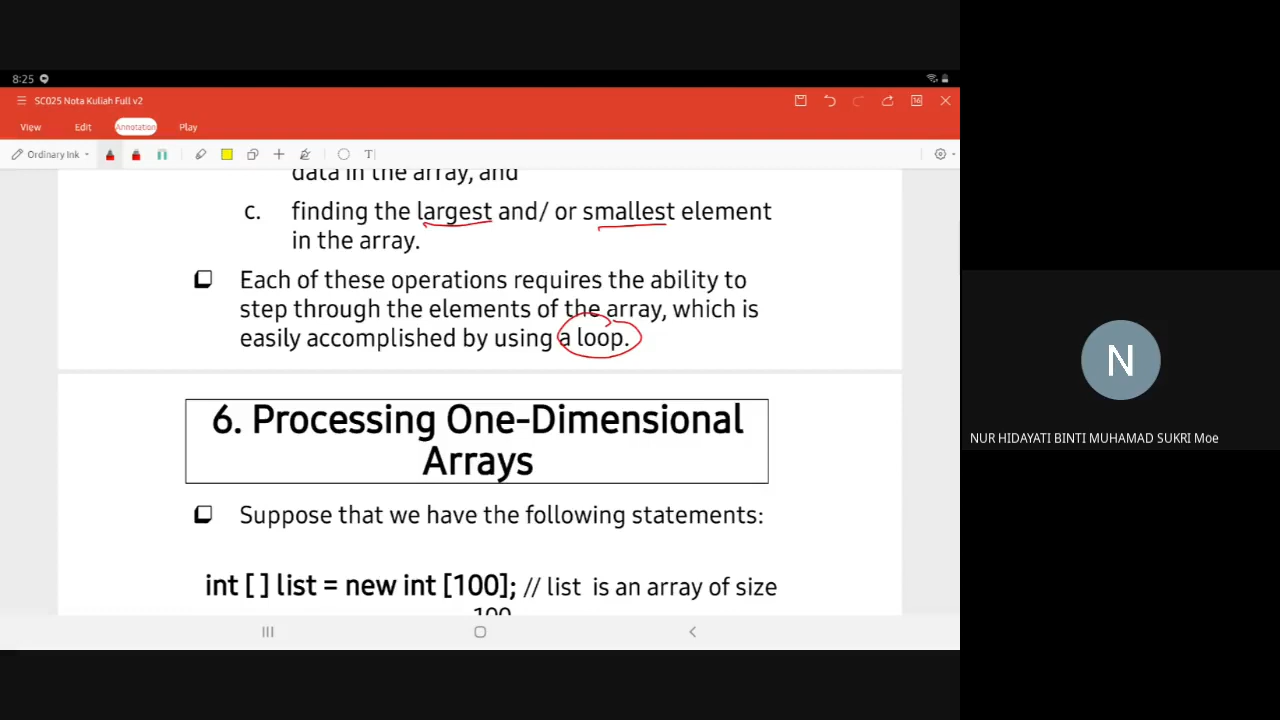 8:25
SC025 Nota Kuliah Full v2
16
View Edit Annotation Play
Ordinary Ink
T
data in the array, and
c. finding the largest and/ or smallest element
in the array.
Each of these operations requires the ability to
step through the elements of the array, which is
easily accomplished by using a loop.
6. Processing One-Dimensional
Arrays
Suppose that we have the following statements:
int [ ] list = new int [100]; // list is an array of size
100
N
NUR HIDAYATI BINTI MUHAMAD SUKRI Moe